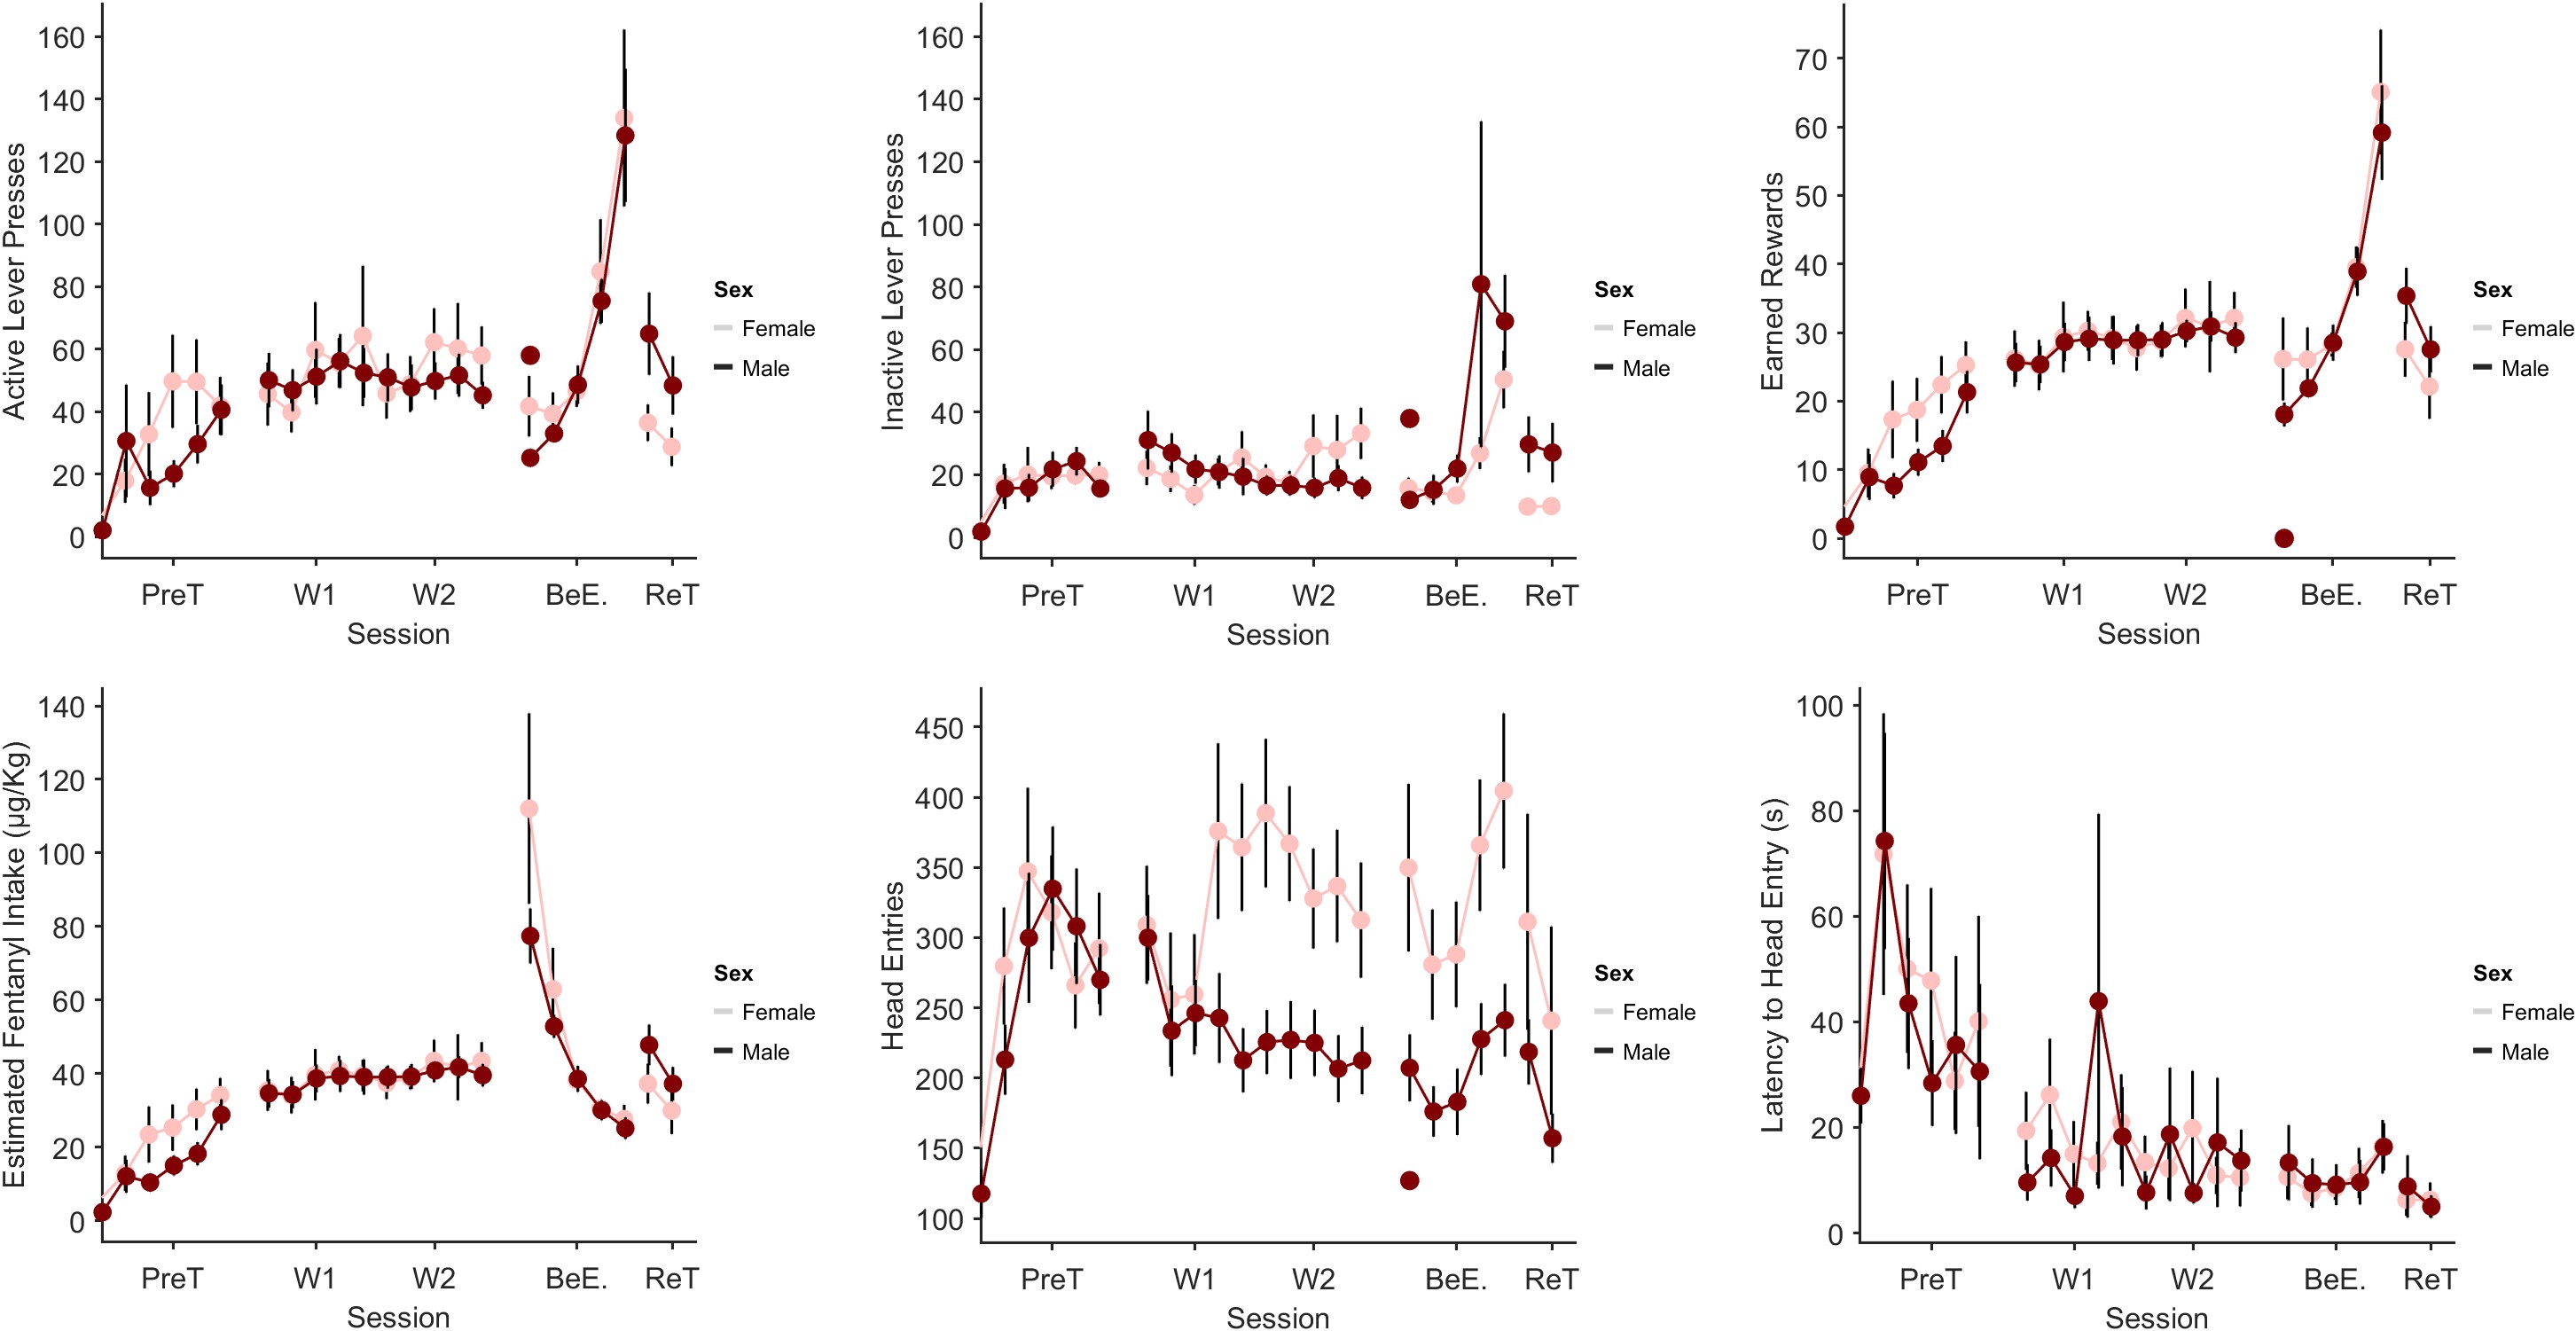 Active Lever Presses
160
140
120
100
80
60
40
20
0
PreT W1 W2 BeE. ReT
Session
Sex
Female
Male
Inactive Lever Presses
160
140
120
100
80
60
40
20
0
PreT W1 W2 BeE. ReT
Session
Sex
Female
Male
Earned Rewards
70
60
50
40
30
20
10
0
PreT W1 W2 BeE. ReT
Session
Sex
Female
Male
Estimated Fentanyl Intake (µg/Kg)
140
120
100
80
60
40
20
0
PreT W1 W2 BeE. ReT
Session
Sex
Female
Male
Head Entries
450
400
350
300
250
200
150
100
PreT W1 W2 BeE. ReT
Session
Sex
Female
Male
Latency to Head Entry (s)
100
80
60
40
20
0
PreT W1 W2 BeE. ReT
Session
Sex
Female
Male